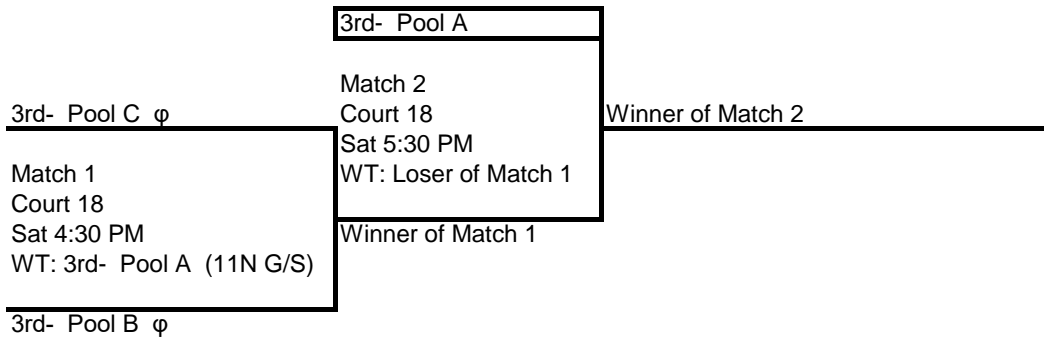 3rd-  Pool A
Match 2
Court 18
Sat 5:30 PM
WT: Loser of Match 1
3rd-  Pool C  φ
Winner of Match 2
Match 1
Court 18
Sat 4:30 PM
WT: 3rd-  Pool A  (11N G/S)
Winner of Match 1
3rd-  Pool B  φ